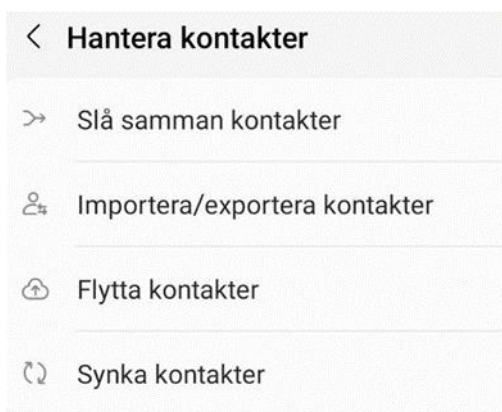 Hantera kontakter
Slå samman kontakter
Importera/exportera kontakter
Flytta kontakter
Synka kontakter